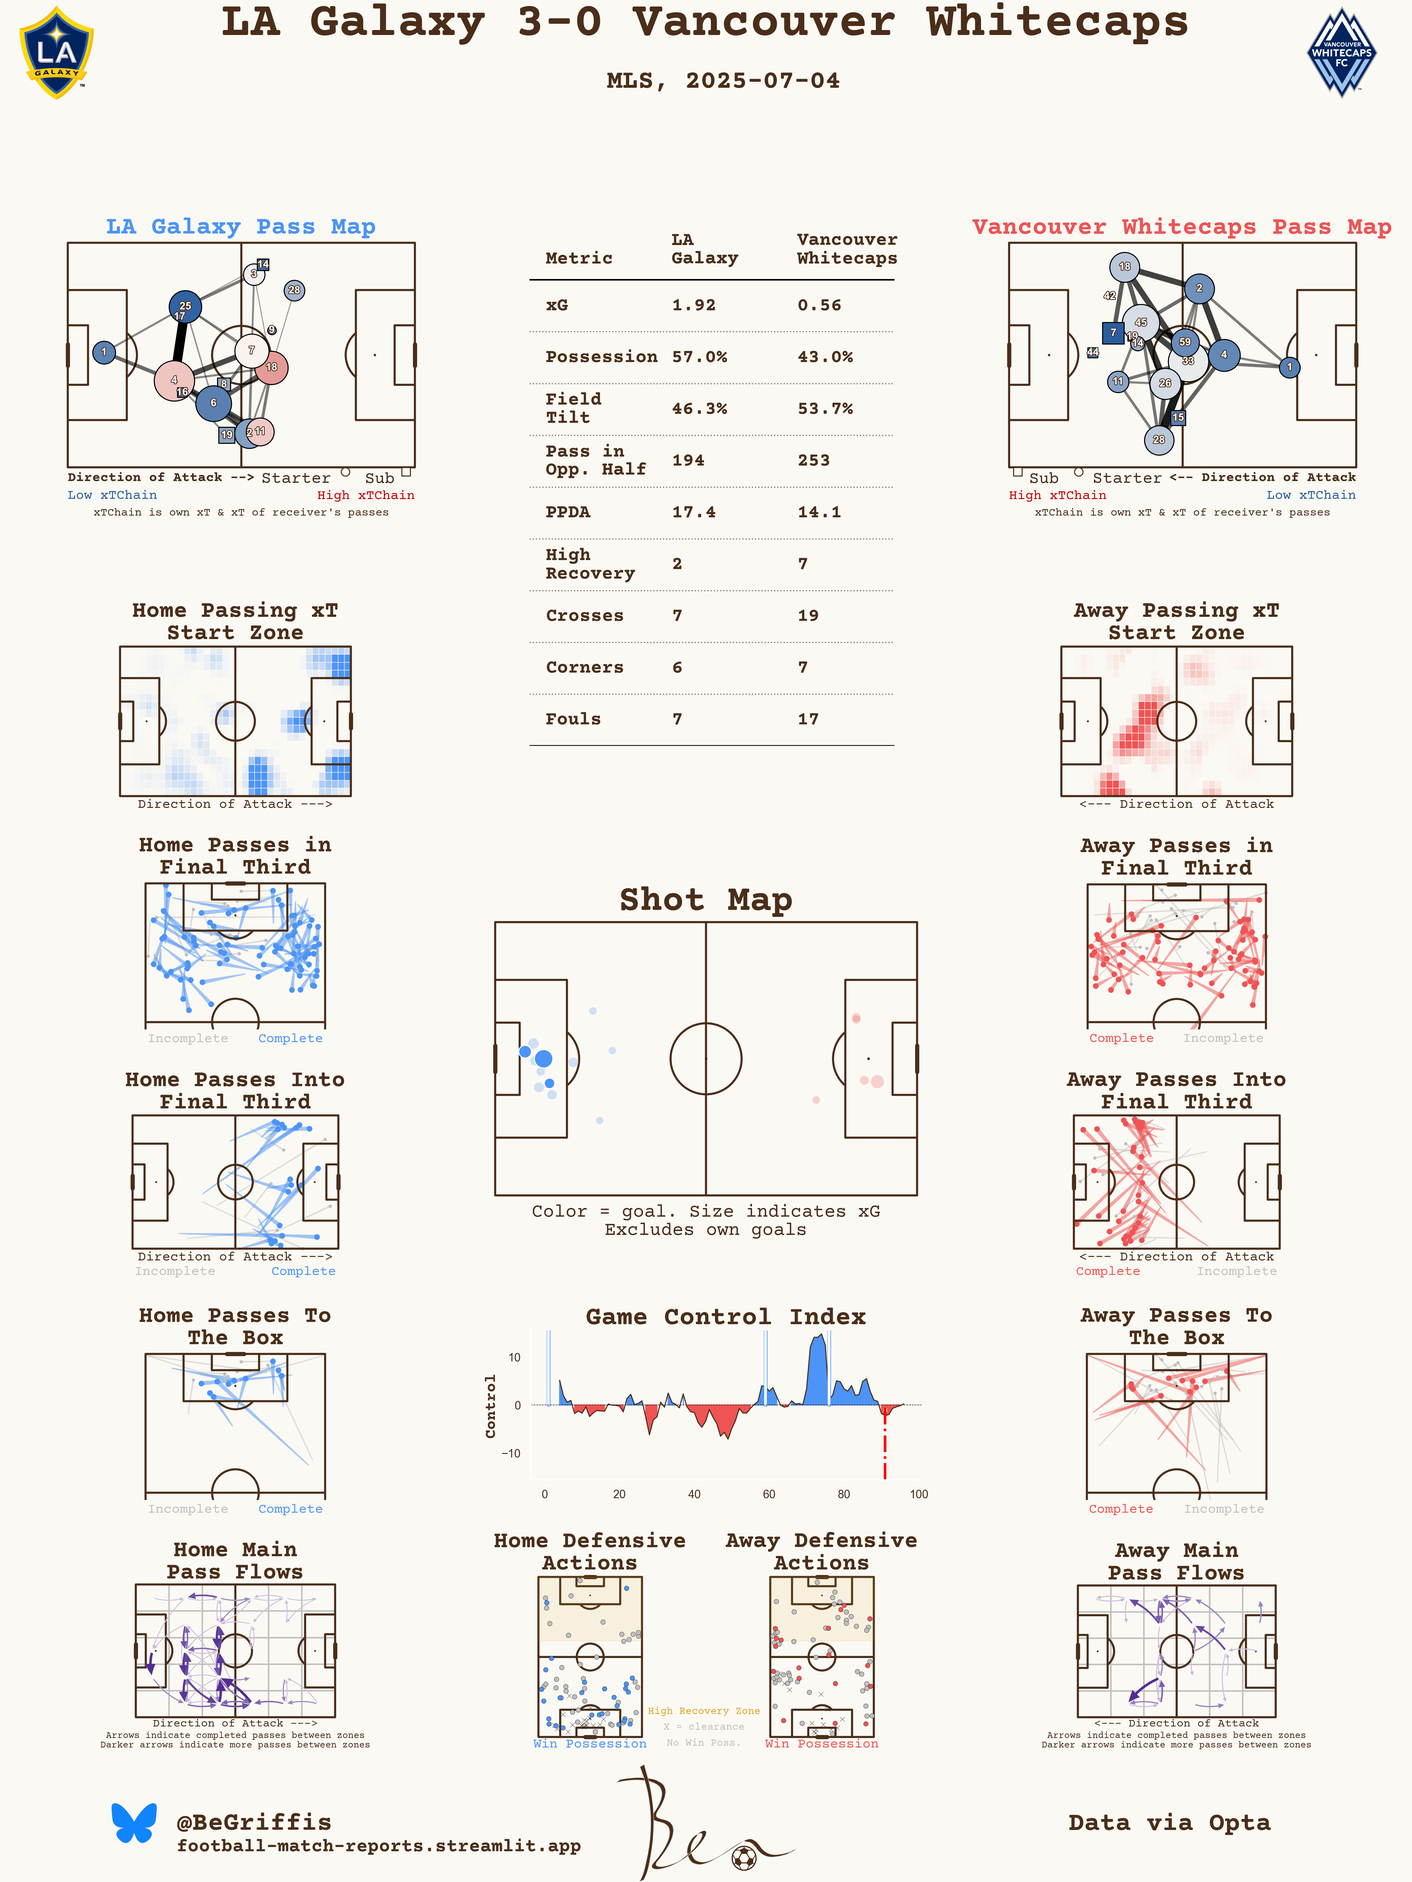 LA Galaxy 3-0 Vancouver Whitecaps
MLS, 2025-07-04
LA
GALAXY
VANCOUVER
WHITECAPS
FC
LA Galaxy Pass Map
1
25
17
4
16
6
8
19
2
11
18
7
9
3
14
28
Direction of Attack --> Starter Sub
Low xTChain High xTChain
xTChain is own xT & xT of receiver's passes
Metric LA Galaxy Vancouver Whitecaps
xG 1.92 0.56
Possession 57.0% 43.0%
Field Tilt 46.3% 53.7%
Pass in Opp. Half 194 253
PPDA 17.4 14.1
High Recovery 2 7
Crosses 7 19
Corners 6 7
Fouls 7 17
Vancouver Whitecaps Pass Map
18
42
2
45
7
19
14
44
59
33
4
1
11
26
15
28
Sub Starter <-- Direction of Attack
High xTChain Low xTChain
xTChain is own xT & xT of receiver's passes
Home Passing xT
Start Zone
Direction of Attack --->
Away Passing xT
Start Zone
<--- Direction of Attack
Home Passes in
Final Third
Incomplete Complete
Away Passes in
Final Third
Complete Incomplete
Shot Map
Color = goal. Size indicates xG
Excludes own goals
Home Passes Into
Final Third
Direction of Attack --->
Incomplete Complete
Away Passes Into
Final Third
<--- Direction of Attack
Complete Incomplete
Home Passes To
The Box
Incomplete Complete
Game Control Index
Control
10
0
−10
0 20 40 60 80 100
Away Passes To
The Box
Complete Incomplete
Home Main
Pass Flows
Direction of Attack --->
Arrows indicate completed passes between zones
Darker arrows indicate more passes between zones
Home Defensive
Actions
Win Possession
High Recovery Zone
X = clearance
No Win Poss.
Away Defensive
Actions
Win Possession
Away Main
Pass Flows
<--- Direction of Attack
Arrows indicate completed passes between zones
Darker arrows indicate more passes between zones
@BeGriffis
football-match-reports.streamlit.app
Ben
Data via Opta